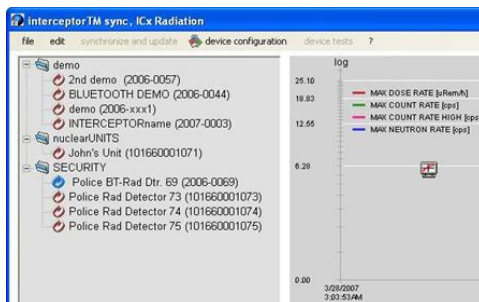 interceptorTM sync, ICx Radiation
file edit synchronize and update device configuration device tests ?
demo
2nd demo (2006-0057)
BLUETOOTH DEMO (2006-0044)
demo (2006-xxx1)
INTERCEPTORname (2007-0003)
nuclearUNITS
John's Unit (101660001071)
SECURITY
Police BT-Rad Dtr. 69 (2006-0069)
Police Rad Detector 73 (101660001073)
Police Rad Detector 74 (101660001074)
Police Rad Detector 75 (101660001075)
log
25.10
18.83
12.55
6.28
0.00
MAX DOSE RATE [uRem/h]
MAX COUNT RATE [cps]
MAX COUNT RATE HIGH [cps
MAX NEUTRON RATE [cps]
3/28/2007
3:03:53 AM